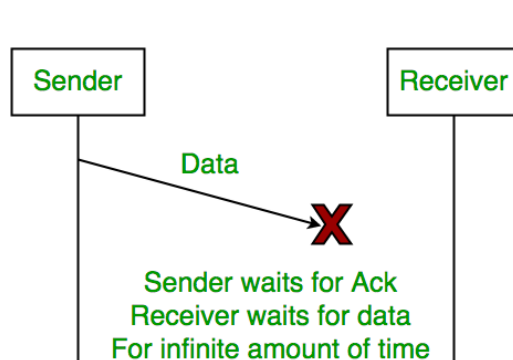 Sender
Receiver
Data
X
Sender waits for Ack
Receiver waits for data
For infinite amount of time